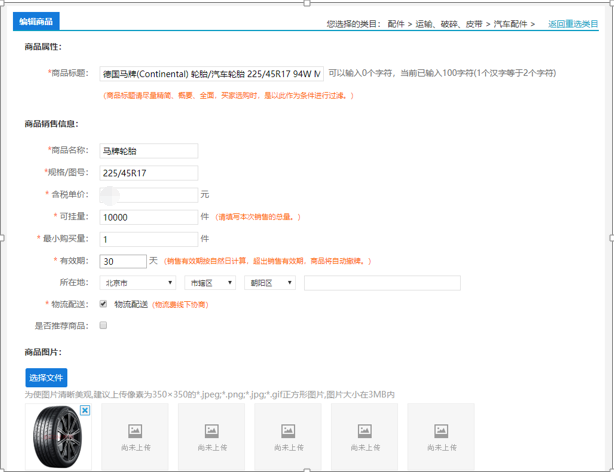 编辑商品 您选择的类目： 配件 > 运输、破碎、皮带 > 汽车配件 > 返回重选类目
商品属性：
*商品标题： 德国马牌(Continental) 轮胎/汽车轮胎 225/45R17 94W M 可以输入0个字符，当前已输入100字符(1个汉字等于2个字符)
(商品标题请尽量精简、概要、全面，买家选购时，是以此作为条件进行过滤。)
商品销售信息：
*商品名称： 马牌轮胎
*规格/图号： 225/45R17
* 含税单价： 元
* 可挂量： 10000 件 (请填写本次销售的总量。)
* 最小购买量： 1 件
* 有效期： 30 天 (销售有效期按自然日计算，超出销售有效期，商品将自动撤牌。)
所在地： 北京市 市辖区 朝阳区
* 物流配送： 物流配送(物流需线下协商)
是否推荐商品：
商品图片：
选择文件
为使图片清晰美观,建议上传像素为350×350的*.jpeg;*.png;*.jpg;*.gif正方形图片,图片大小在3MB内
尚未上传 尚未上传 尚未上传 尚未上传 尚未上传